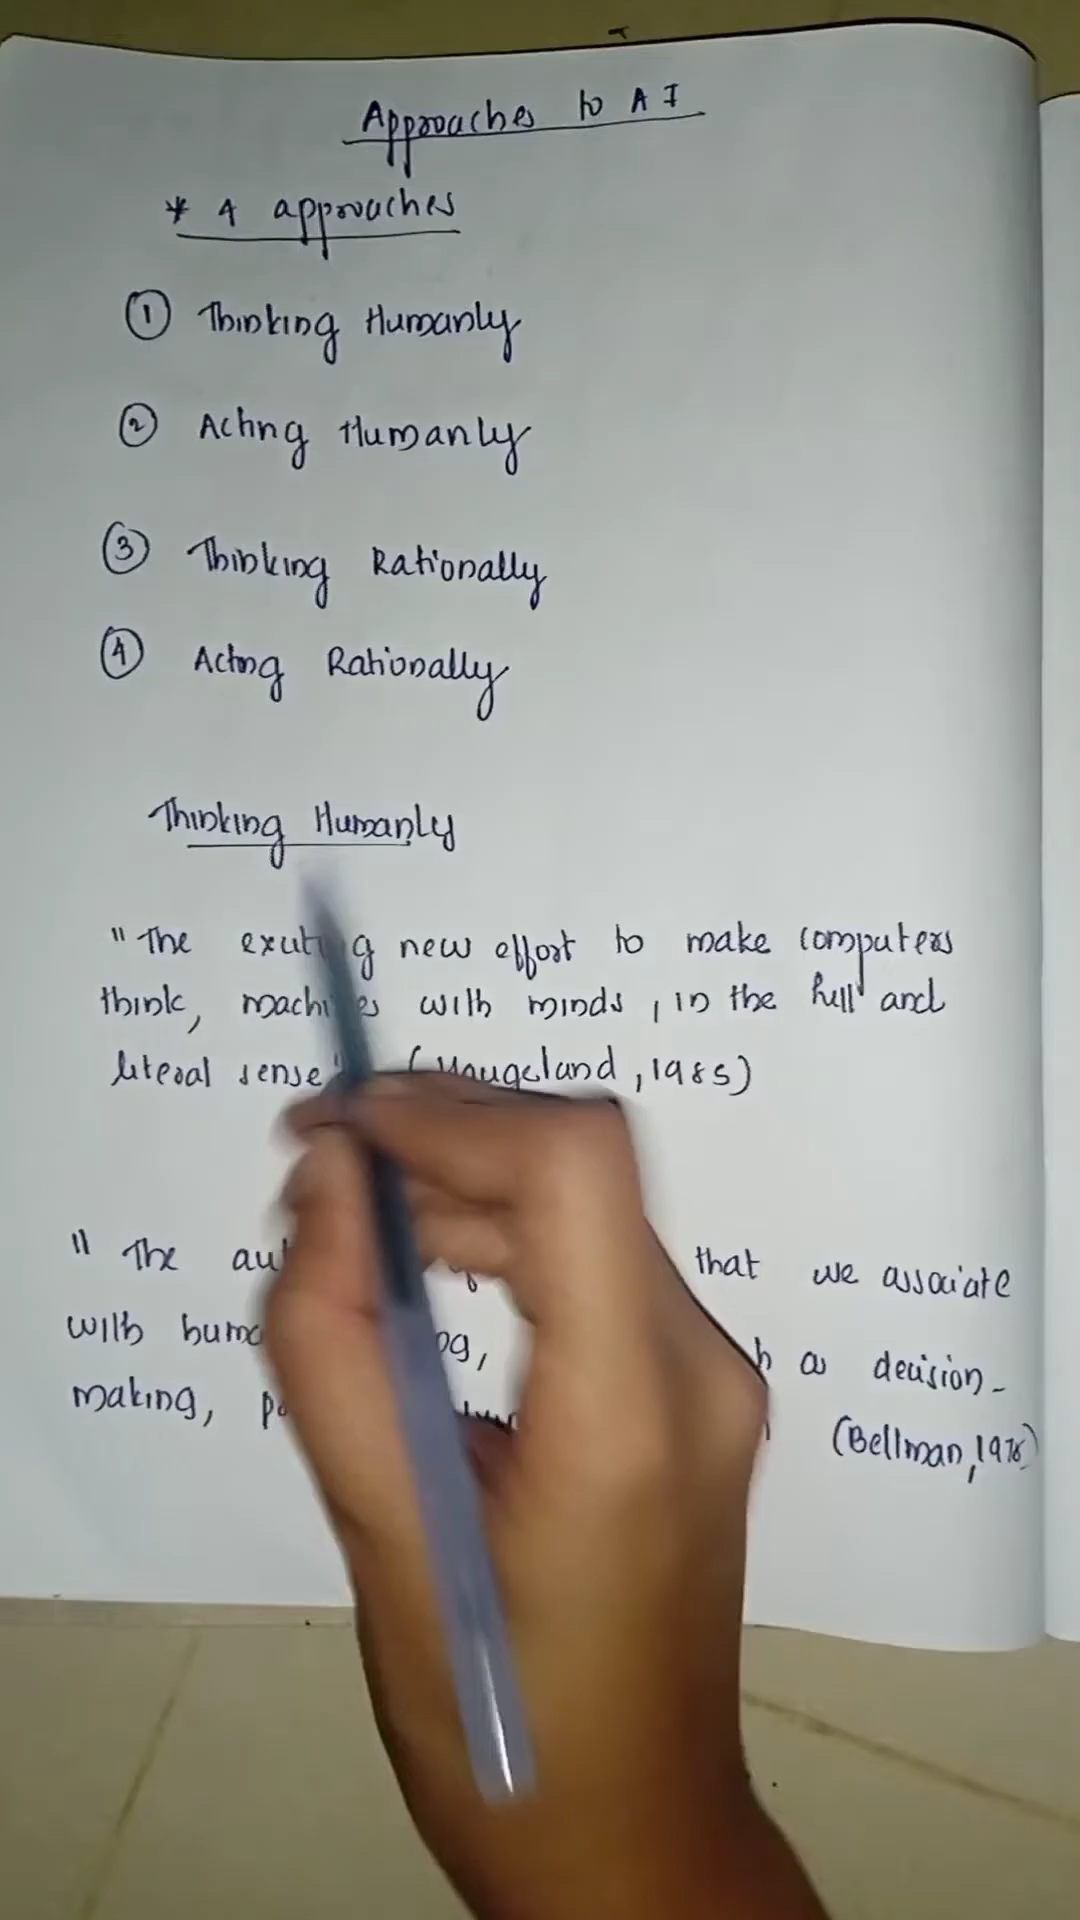 Approaches to AI
* 4 approaches
① Thinking Humanly
② Acting Humanly
③ Thinking Rationally
④ Acting Rationally
Thinking Humanly
"The exciting new effort to make computers
think, machines with minds, in the full and
literal sense" (Haugeland, 1985)
" The that we associate
with a decision-
making, (Bellman, 1978)